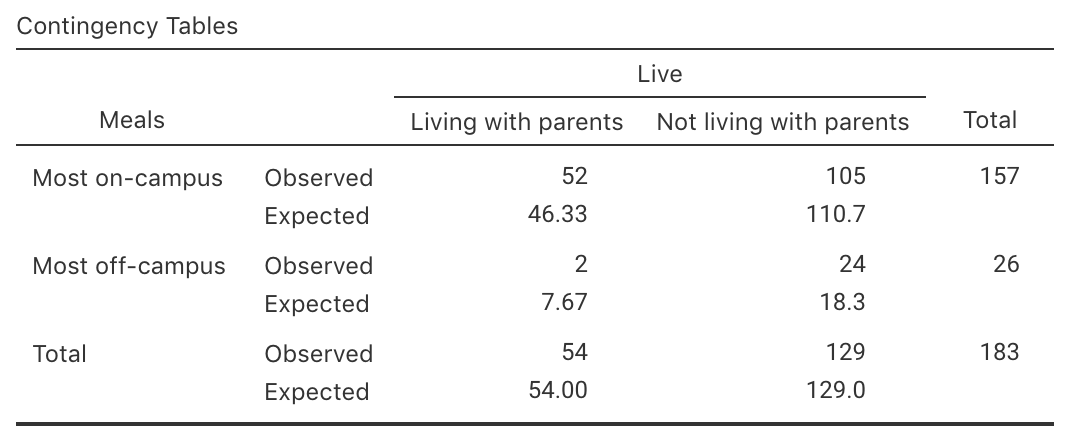 Contingency Tables
Live
Meals Living with parents Not living with parents Total
Most on-campus Observed 52 105 157
Expected 46.33 110.7
Most off-campus Observed 2 24 26
Expected 7.67 18.3
Total Observed 54 129 183
Expected 54.00 129.0